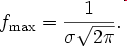 f_max = 1/(σ√2π).